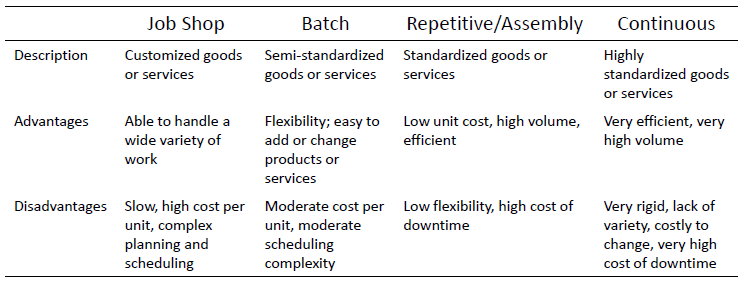 Job Shop Batch Repetitive/Assembly Continuous
Description Customized goods Semi-standardized Standardized goods or Highly
or services goods or services services standardized goods
or services
Advantages Able to handle a Flexibility; easy to Low unit cost, high volume, Very efficient, very
wide variety of add or change efficient high volume
work products or
services
Disadvantages Slow, high cost per Moderate cost per Low flexibility, high cost of Very rigid, lack of
unit, complex unit, moderate downtime variety, costly to
planning and scheduling change, very high
scheduling complexity cost of downtime